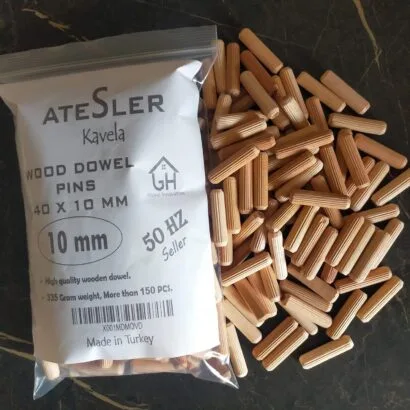 ATESLER
Kavela
WOOD DOWEL
PINS
40 X 10 MM
GH
10 mm
50 HZ
Seller
• High quality wooden dowel.
• 335 Gram weight, More than 150 PCS.
X001MDMQVD
Made in Turkey